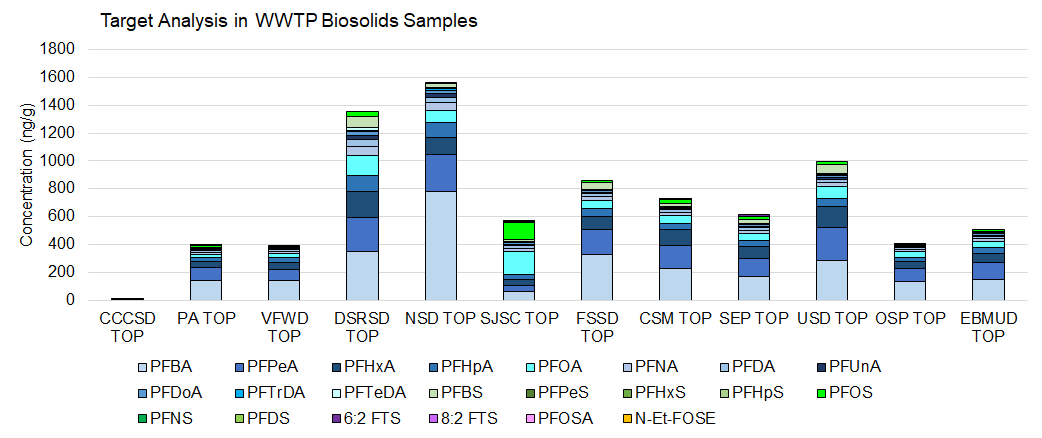 Target Analysis in WWTP Biosolids Samples
Concentration (ng/g)
1800
1600
1400
1200
1000
800
600
400
200
0
CCCSD TOP
PA TOP
VFWD TOP
DSRSD TOP
NSD TOP
SJSC TOP
FSSD TOP
CSM TOP
SEP TOP
USD TOP
OSP TOP
EBMUD TOP
PFBA PFPeA PFHxA PFHpA PFOA PFNA PFDA PFUnA
PFDoA PFTrDA PFTeDA PFBS PFPeS PFHxS PFHpS PFOS
PFNS PFDS 6:2 FTS 8:2 FTS PFOSA N-Et-FOSE